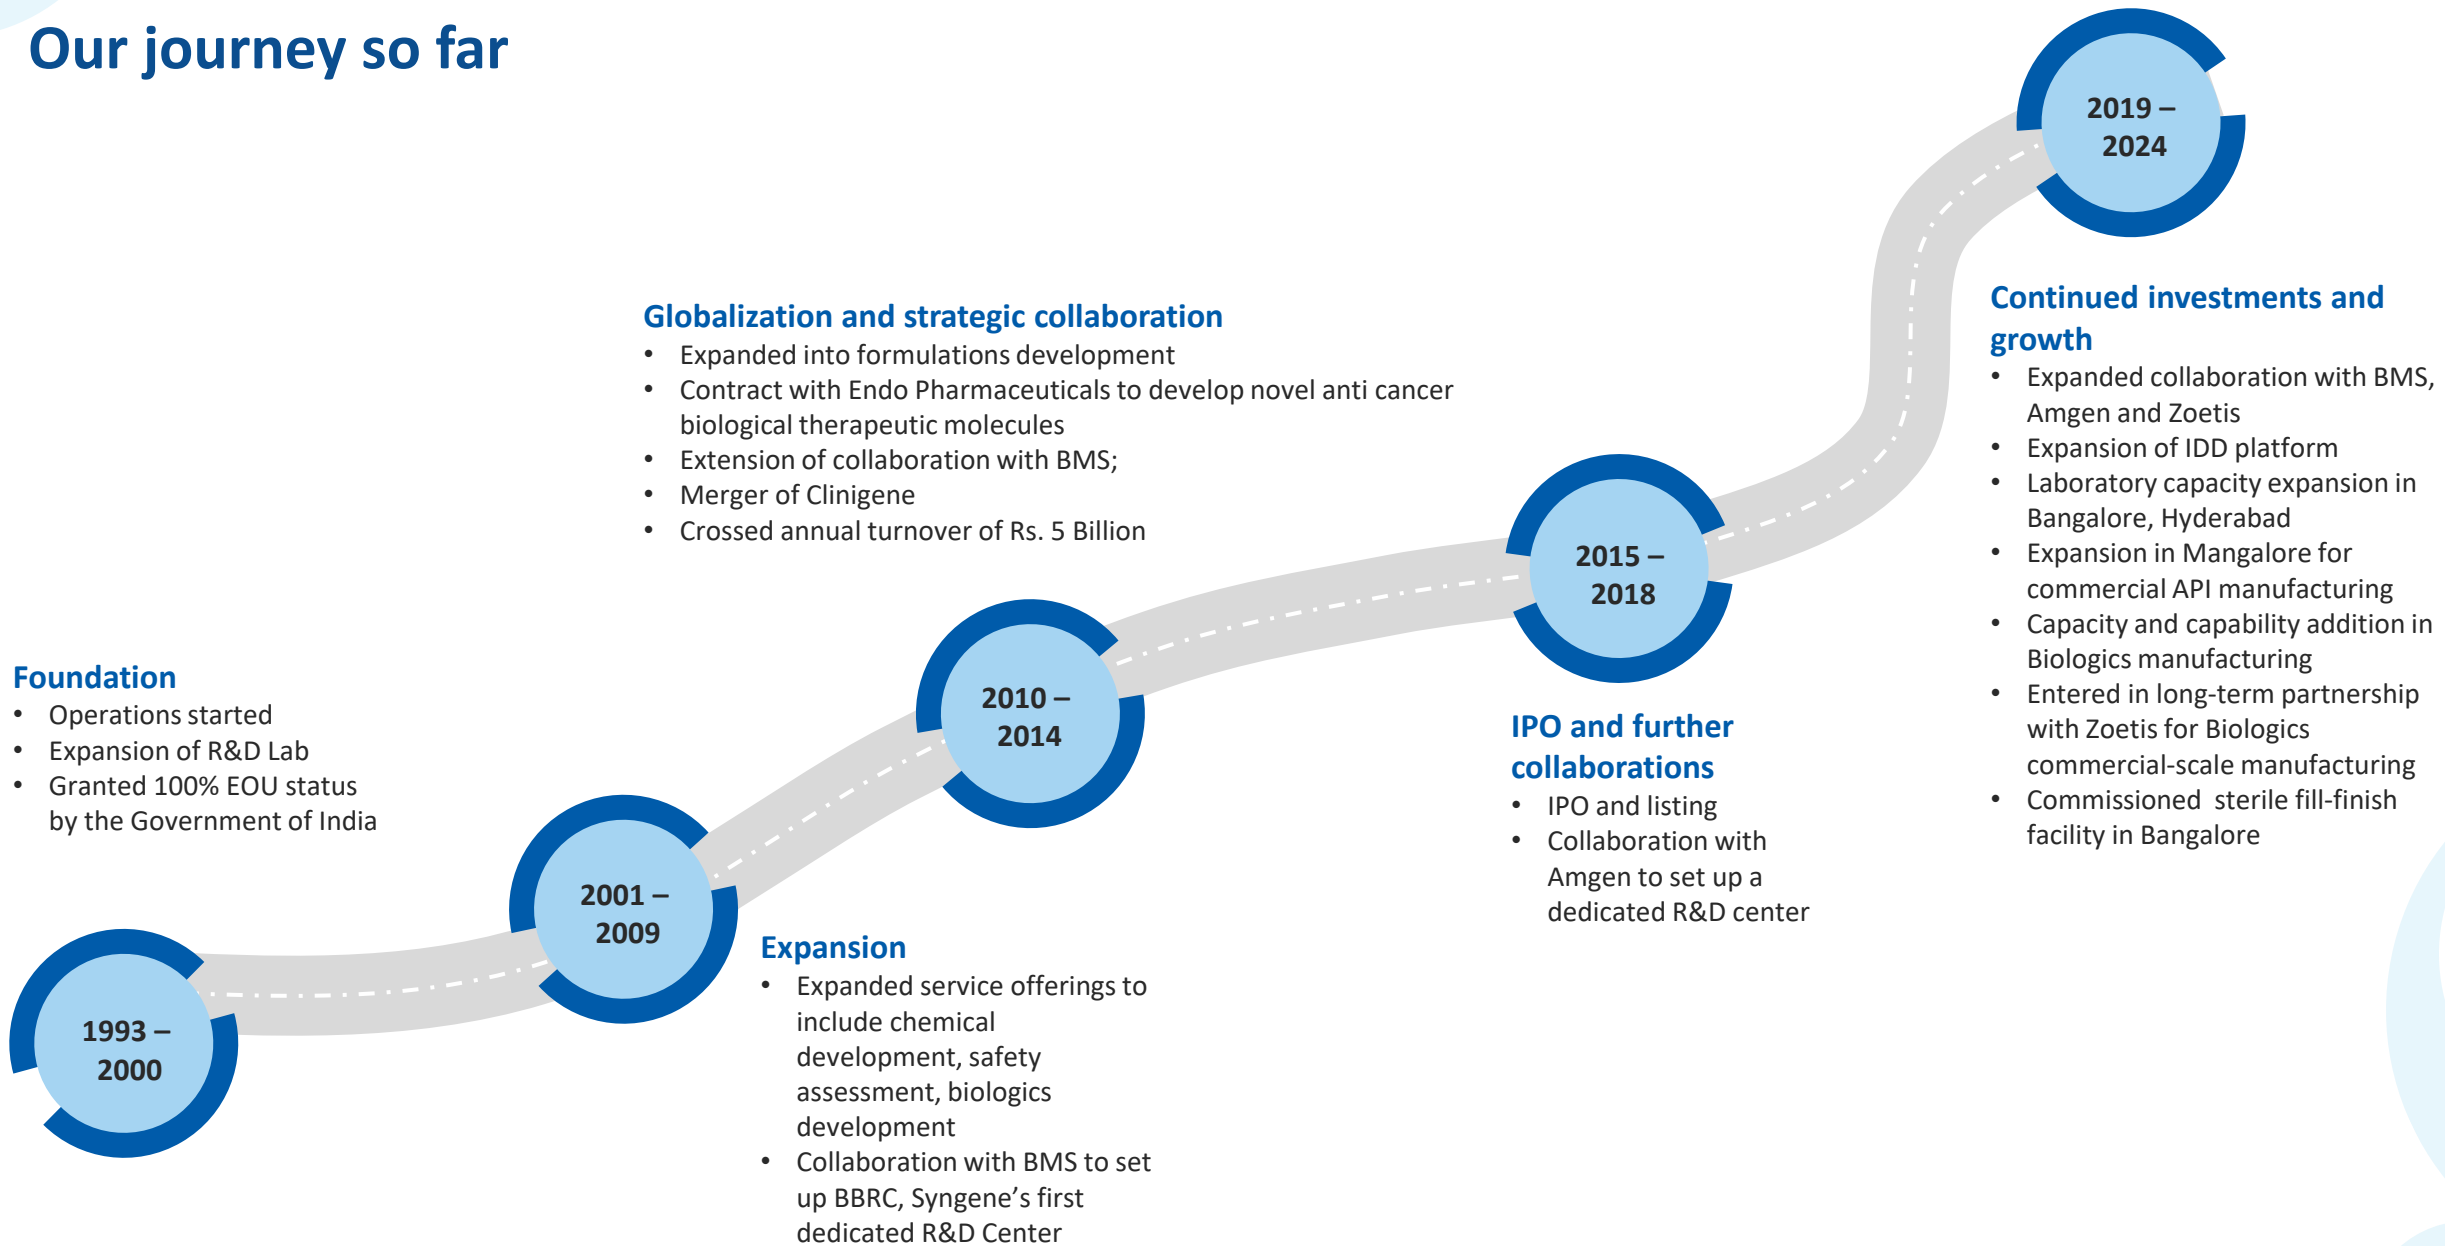 Our journey so far
1993 –
2000
Foundation
• Operations started
• Expansion of R&D Lab
• Granted 100% EOU status
by the Government of India
2001 –
2009
Expansion
• Expanded service offerings to
include chemical
development, safety
assessment, biologics
development
• Collaboration with BMS to set
up BBRC, Syngene’s first
dedicated R&D Center
2010 –
2014
Globalization and strategic collaboration
• Expanded into formulations development
• Contract with Endo Pharmaceuticals to develop novel anti cancer
biological therapeutic molecules
• Extension of collaboration with BMS;
• Merger of Clinigene
• Crossed annual turnover of Rs. 5 Billion
2015 –
2018
IPO and further
collaborations
• IPO and listing
• Collaboration with
Amgen to set up a
dedicated R&D center
2019 –
2024
Continued investments and
growth
• Expanded collaboration with BMS,
Amgen and Zoetis
• Expansion of IDD platform
• Laboratory capacity expansion in
Bangalore, Hyderabad
• Expansion in Mangalore for
commercial API manufacturing
• Capacity and capability addition in
Biologics manufacturing
• Entered in long-term partnership
with Zoetis for Biologics
commercial-scale manufacturing
• Commissioned sterile fill-finish
facility in Bangalore